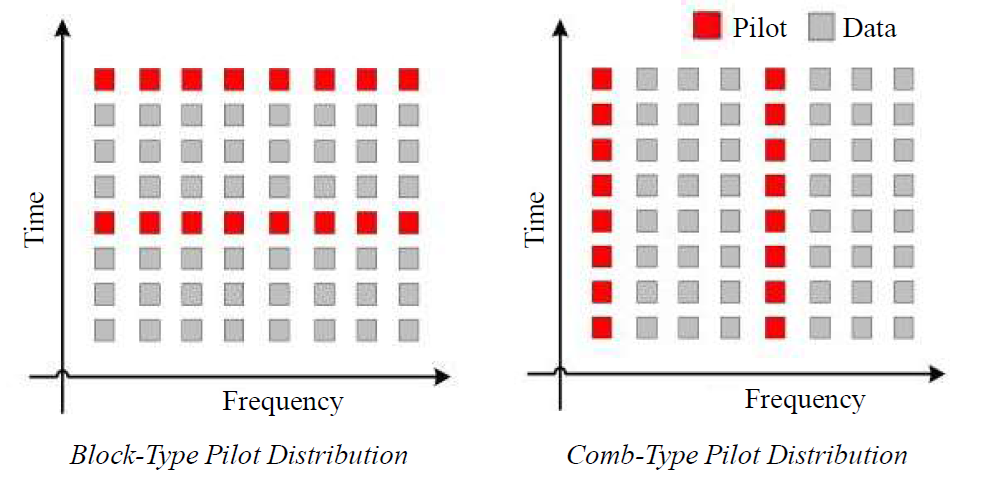 Pilot Data
Time
Frequency
Block-Type Pilot Distribution
Time
Frequency
Comb-Type Pilot Distribution